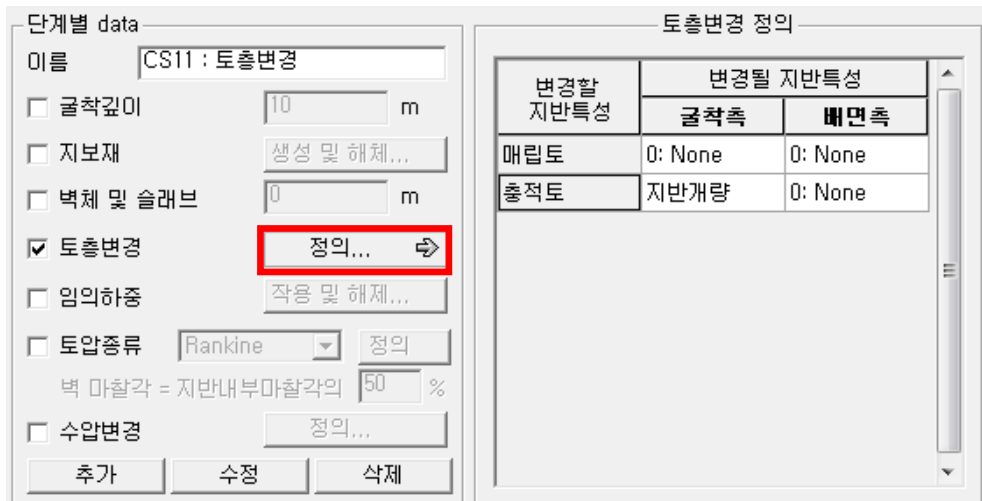 단계별 data
이름 CS11 : 토층변경
굴착깊이 10 m
지보재 생성 및 해체...
벽체 및 슬래브 0 m
토층변경 정의...
임의하중 작용 및 해제...
토압종류 Rankine 정의
벽 마찰각 = 지반내부마찰각의 50 %
수압변경 정의...
추가 수정 삭제
토층변경 정의
변경할 지반특성 변경될 지반특성
굴착측 배면측
매립토 0: None 0: None
충적토 지반개량 0: None